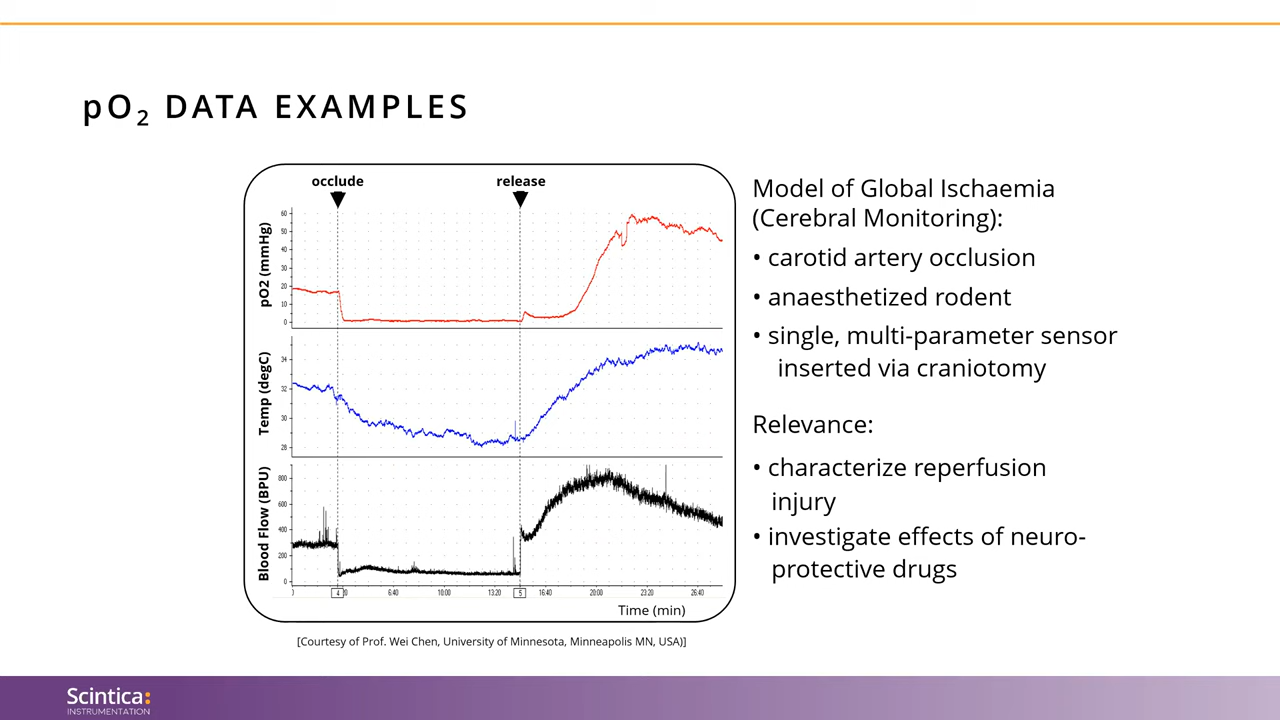 pO₂ DATA EXAMPLES
occlude
release
pO2 (mmHg)
60
50
40
30
20
10
0
Temp (degC)
34
32
30
28
Blood Flow (BPU)
800
600
400
200
0
4
6:40
10:00
13:20
5
16:40
20:00
23:20
26:40
Time (min)
[Courtesy of Prof. Wei Chen, University of Minnesota, Minneapolis MN, USA)]
Model of Global Ischaemia
(Cerebral Monitoring):
• carotid artery occlusion
• anaesthetized rodent
• single, multi-parameter sensor
inserted via craniotomy
Relevance:
• characterize reperfusion
injury
• investigate effects of neuro-
protective drugs
Scintica:
INSTRUMENTATION